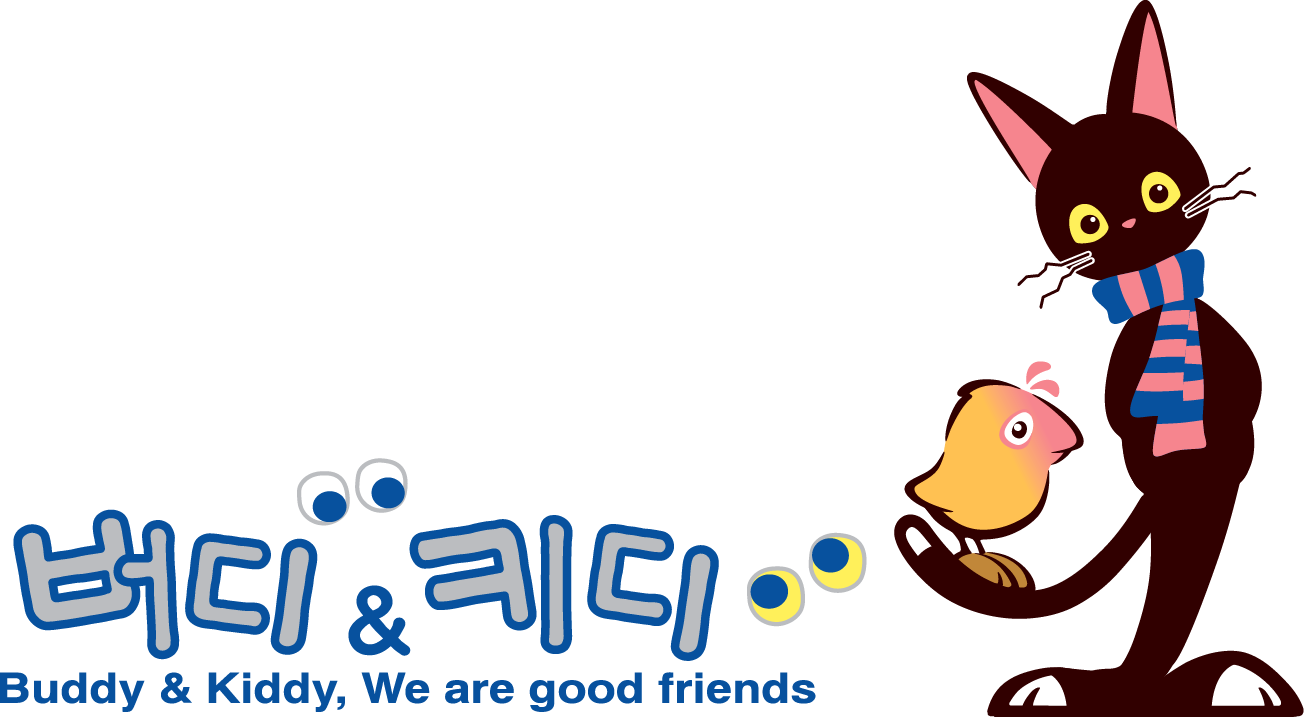 버디 & 키디
Buddy & Kiddy, We are good friends